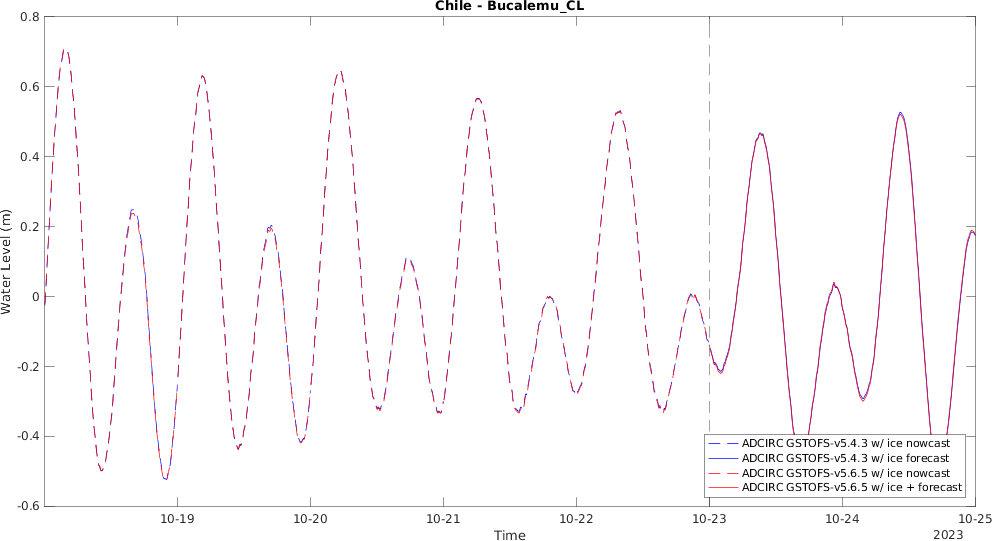 Chile - Bucalemu_CL
0.8
0.6
0.4
0.2
0
-0.2
-0.4
-0.6
Water Level (m)
10-19
10-20
10-21
10-22
10-23
10-24
10-25
2023
Time
ADCIRC GSTOFS-v5.4.3 w/ ice nowcast
ADCIRC GSTOFS-v5.4.3 w/ ice forecast
ADCIRC GSTOFS-v5.6.5 w/ ice nowcast
ADCIRC GSTOFS-v5.6.5 w/ ice + forecast